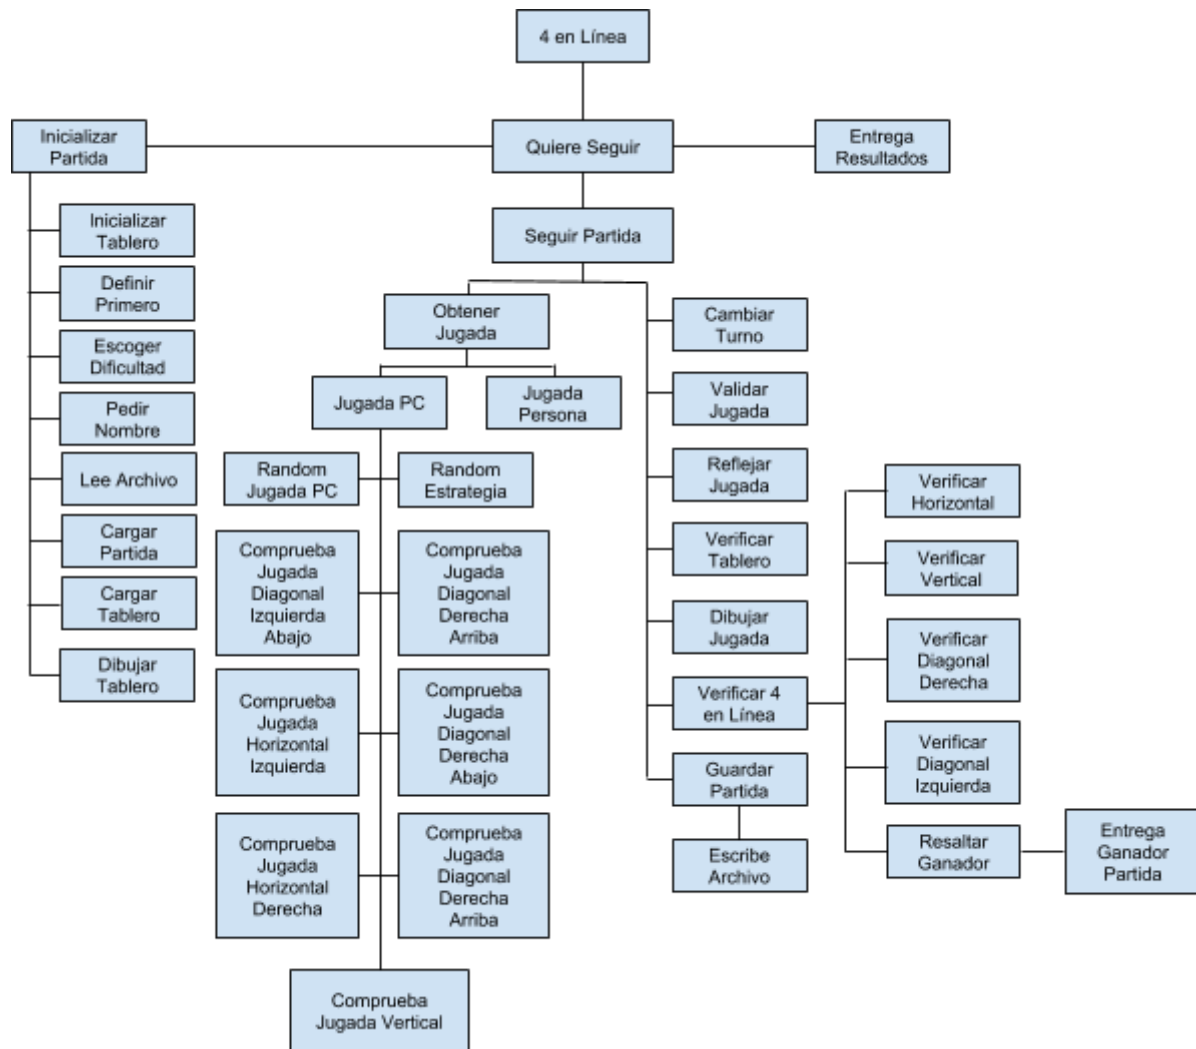 4 en Línea
Inicializar
Partida
Quiere Seguir
Entrega
Resultados
Inicializar
Tablero
Definir
Primero
Escoger
Dificultad
Pedir
Nombre
Lee Archivo
Cargar
Partida
Cargar
Tablero
Dibujar
Tablero
Seguir Partida
Obtener
Jugada
Jugada PC
Jugada
Persona
Random
Jugada PC
Random
Estrategia
Comprueba
Jugada
Diagonal
Izquierda
Abajo
Comprueba
Jugada
Diagonal
Derecha
Arriba
Comprueba
Jugada
Horizontal
Izquierda
Comprueba
Jugada
Diagonal
Derecha
Abajo
Comprueba
Jugada
Horizontal
Derecha
Comprueba
Jugada
Diagonal
Derecha
Arriba
Comprueba
Jugada Vertical
Cambiar
Turno
Validar
Jugada
Reflejar
Jugada
Verificar
Tablero
Dibujar
Jugada
Verificar 4
en Línea
Guardar
Partida
Escribe
Archivo
Verificar
Horizontal
Verificar
Vertical
Verificar
Diagonal
Derecha
Verificar
Diagonal
Izquierda
Resaltar
Ganador
Entrega
Ganador
Partida